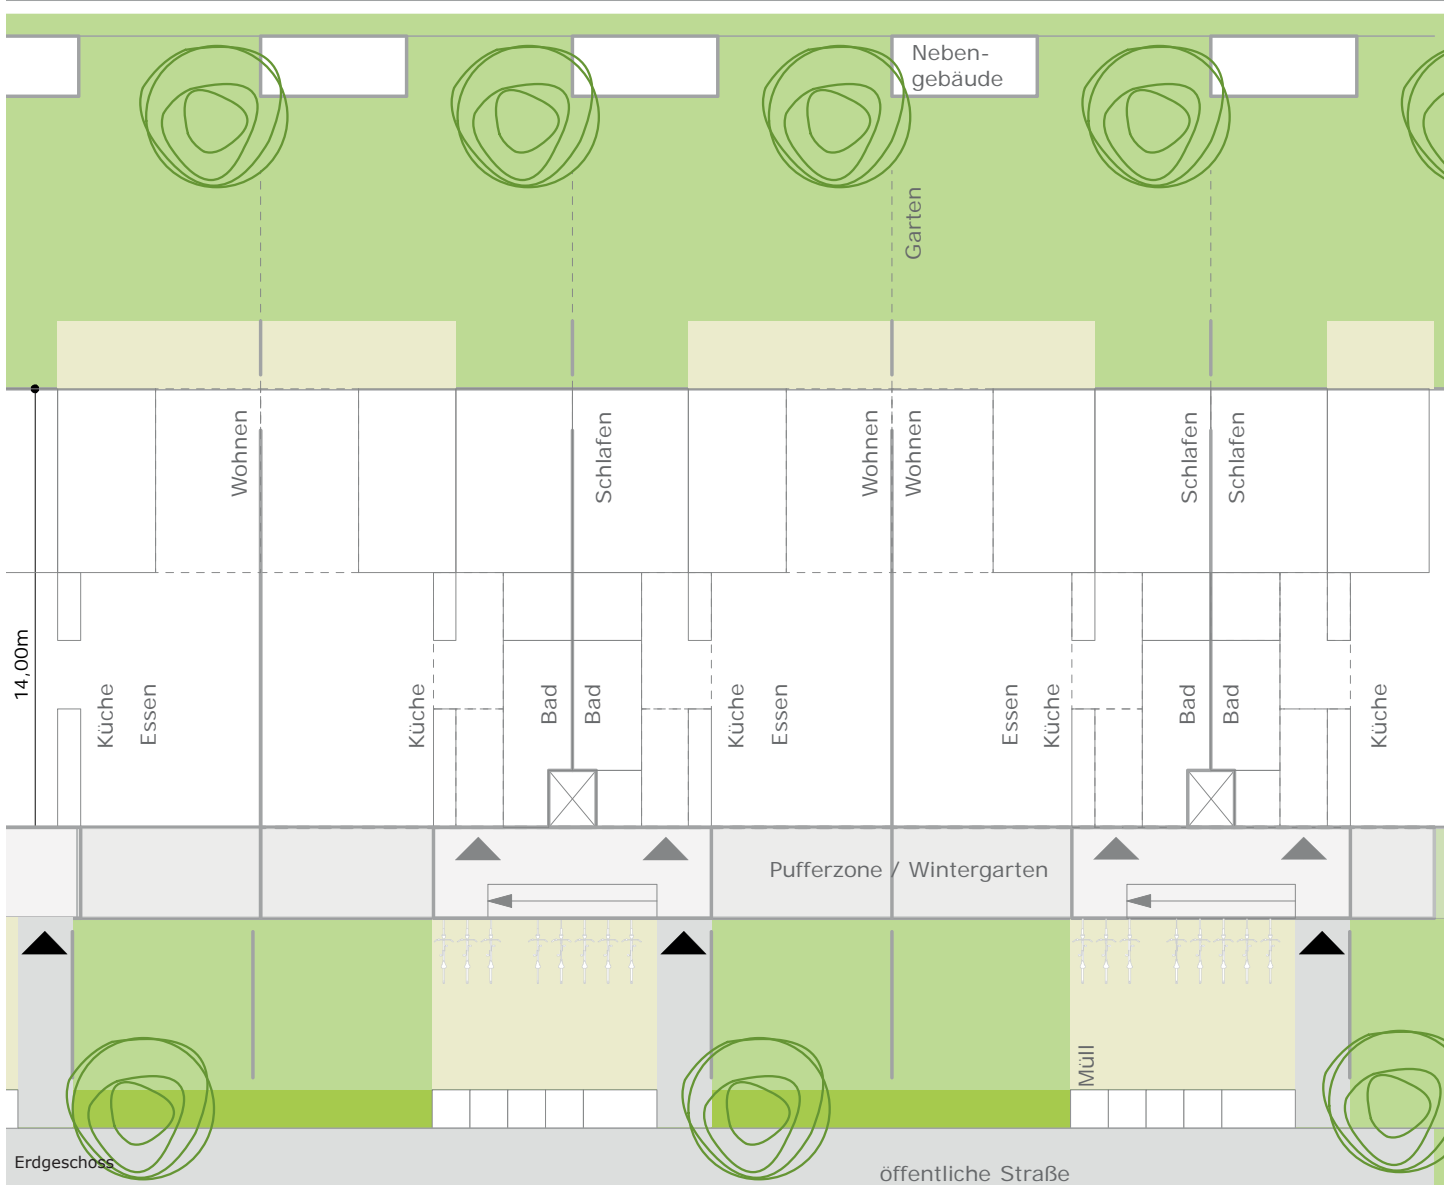 Neben-
gebäude
Garten
Wohnen
Schlafen
Wohnen
Wohnen
Schlafen
Schlafen
14,00m
Küche
Essen
Küche
Bad
Bad
Küche
Essen
Essen
Küche
Bad
Bad
Küche
Pufferzone / Wintergarten
Müll
Erdgeschoss
öffentliche Straße